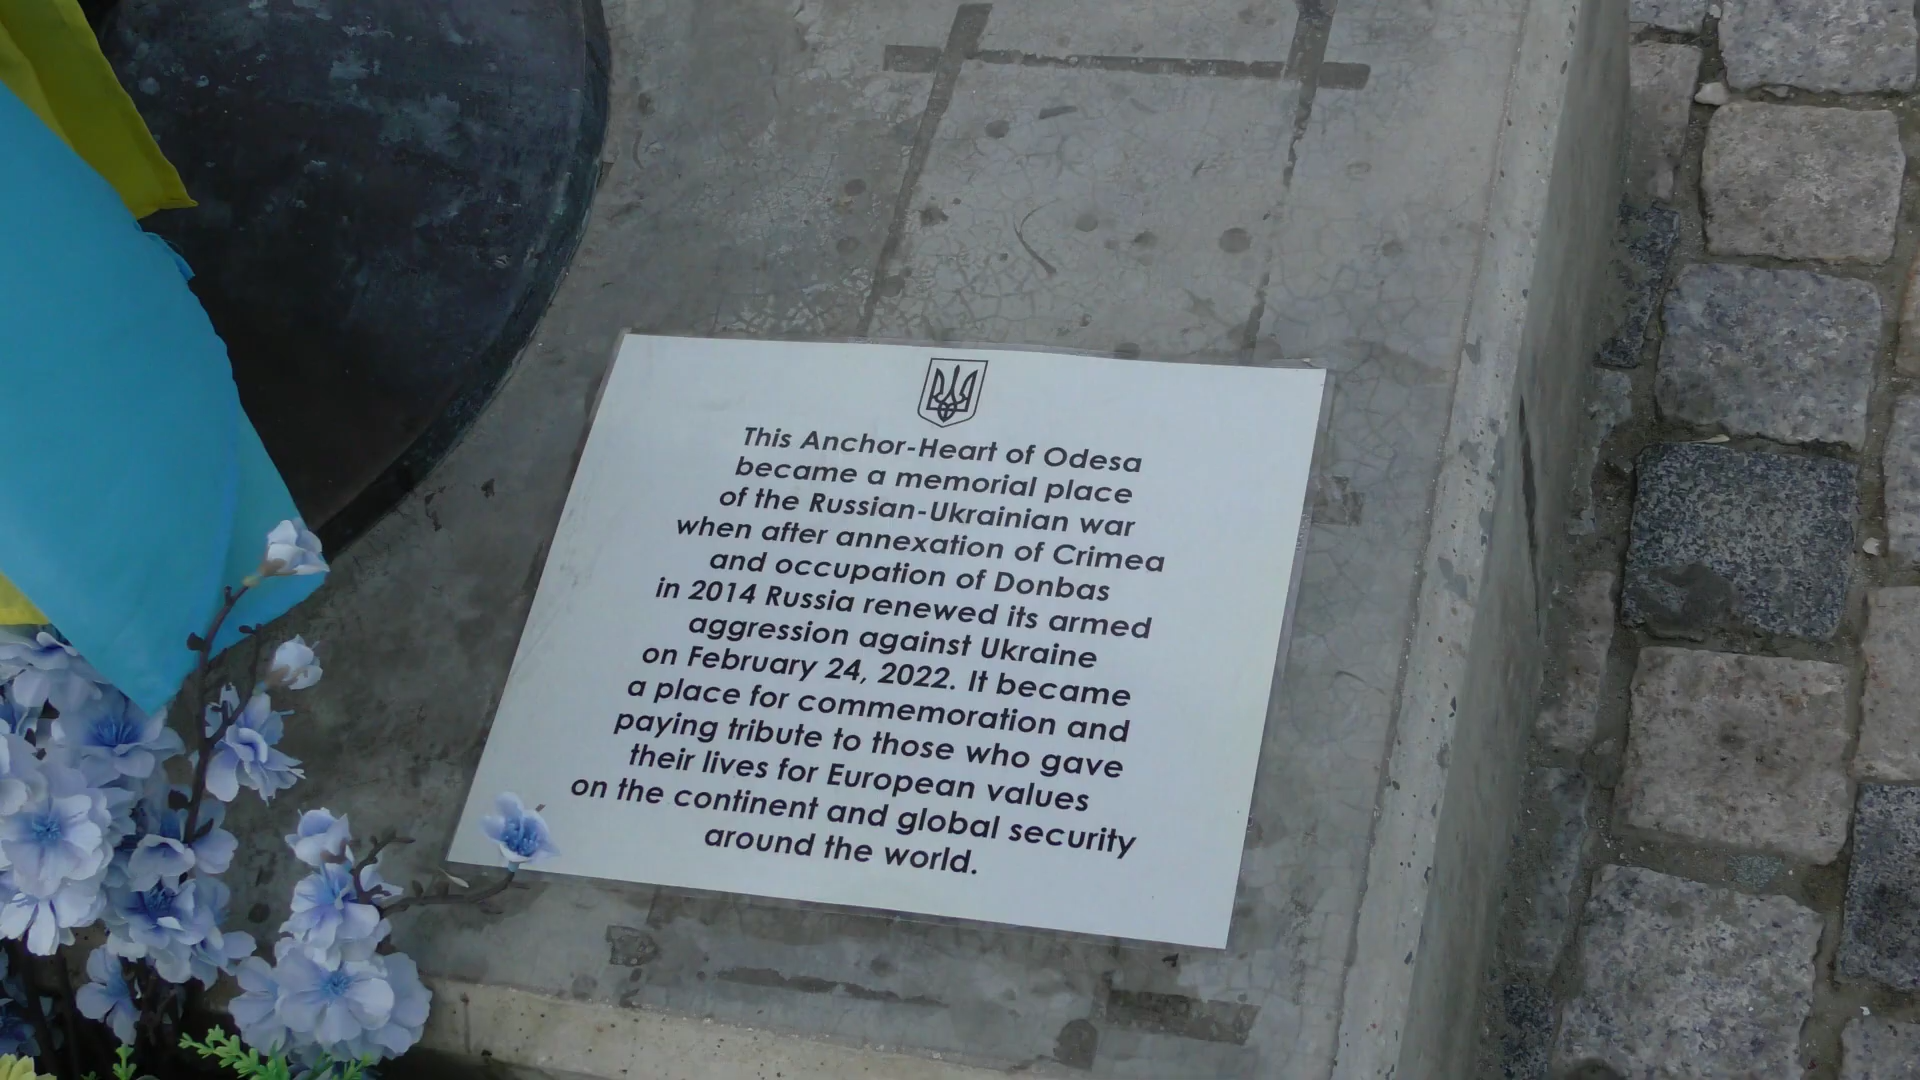 This Anchor-Heart of Odesa
became a memorial place
of the Russian-Ukrainian war
when after annexation of Crimea
and occupation of Donbas
in 2014 Russia renewed its armed
aggression against Ukraine
on February 24, 2022. It became
a place for commemoration and
paying tribute to those who gave
their lives for European values
on the continent and global security
around the world.